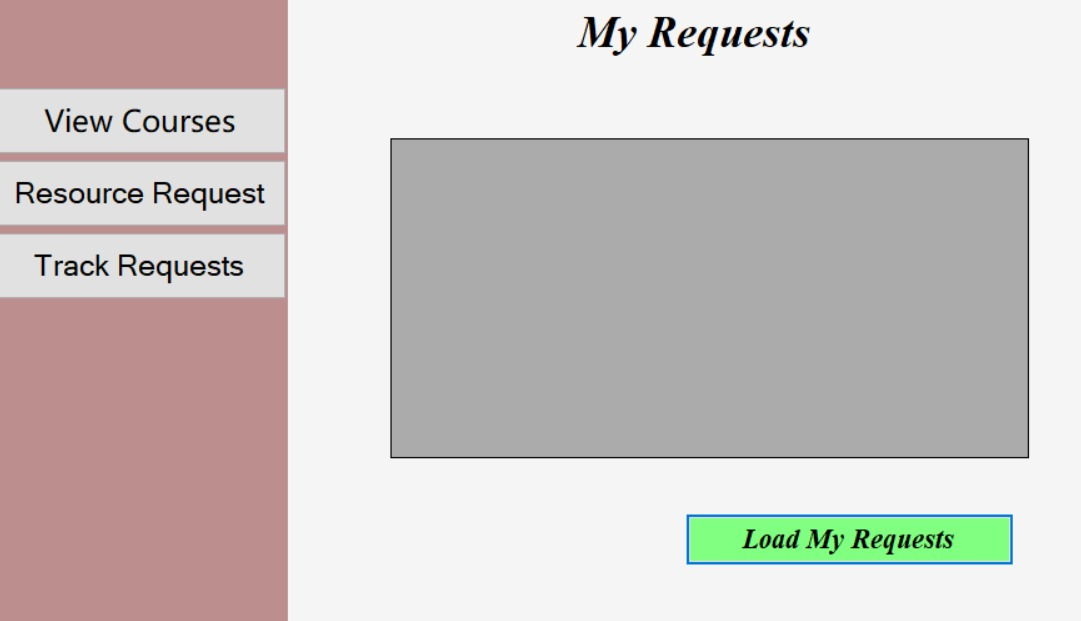 My Requests
View Courses
Resource Request
Track Requests
Load My Requests